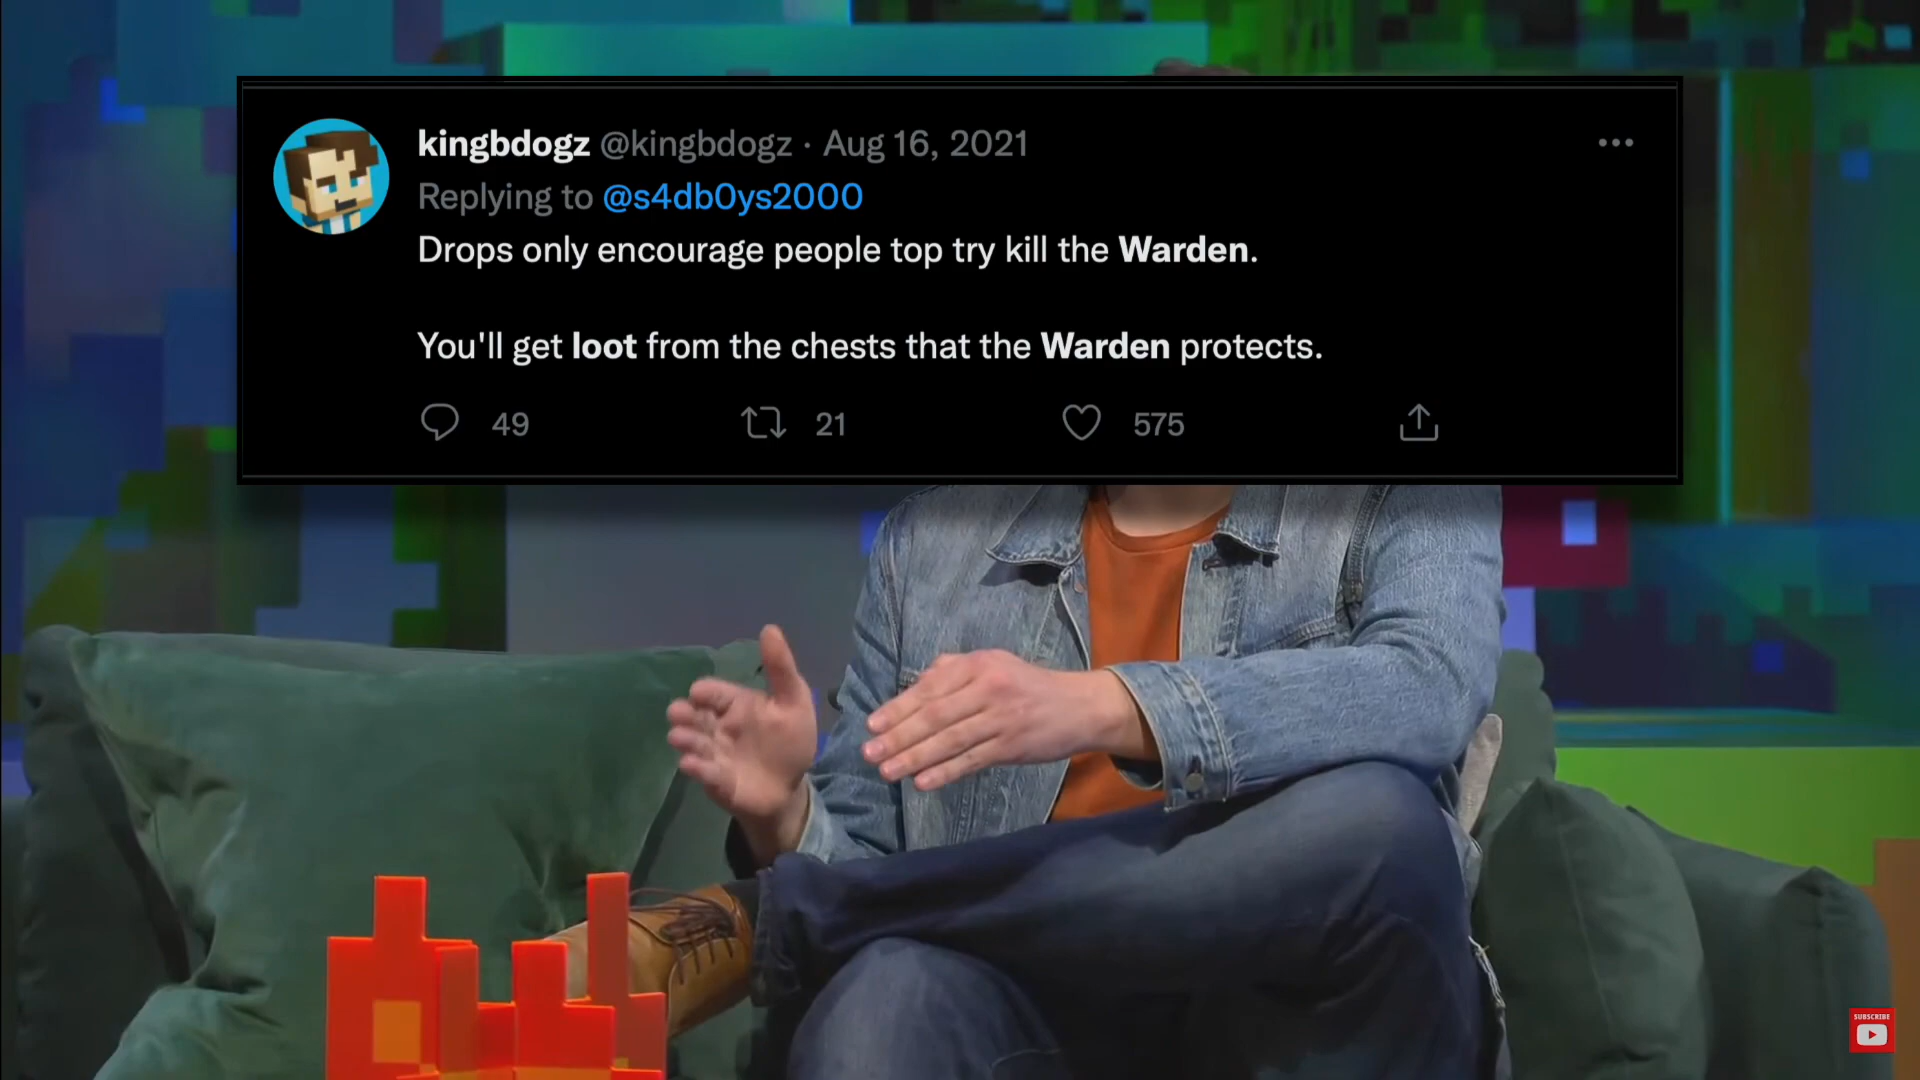 kingbdogz @kingbdogz · Aug 16, 2021
Replying to @s4db0ys2000
Drops only encourage people top try kill the Warden.
You'll get loot from the chests that the Warden protects.
49 21 575
SUBSCRIBE